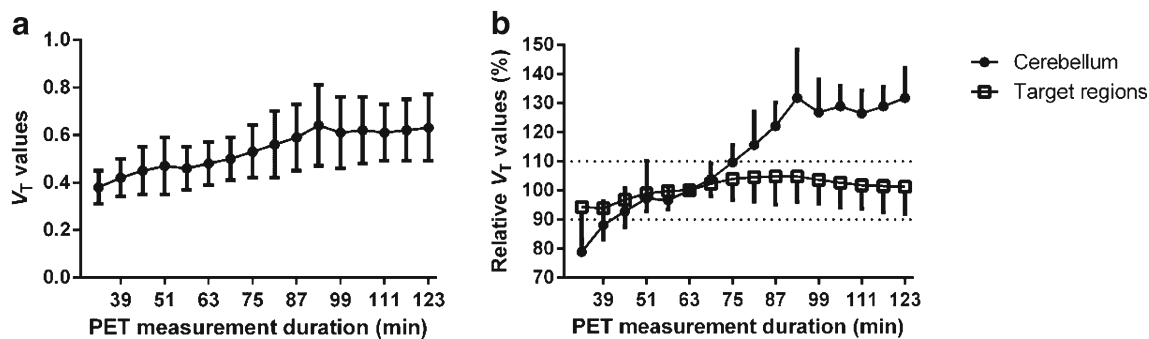 a
V_T values
1.0
0.8
0.6
0.4
0.2
0.0
39 51 63 75 87 99 111 123
PET measurement duration (min)
b
Relative V_T values (%)
150
140
130
120
110
100
90
80
70
39 51 63 75 87 99 111 123
PET measurement duration (min)
Cerebellum
Target regions